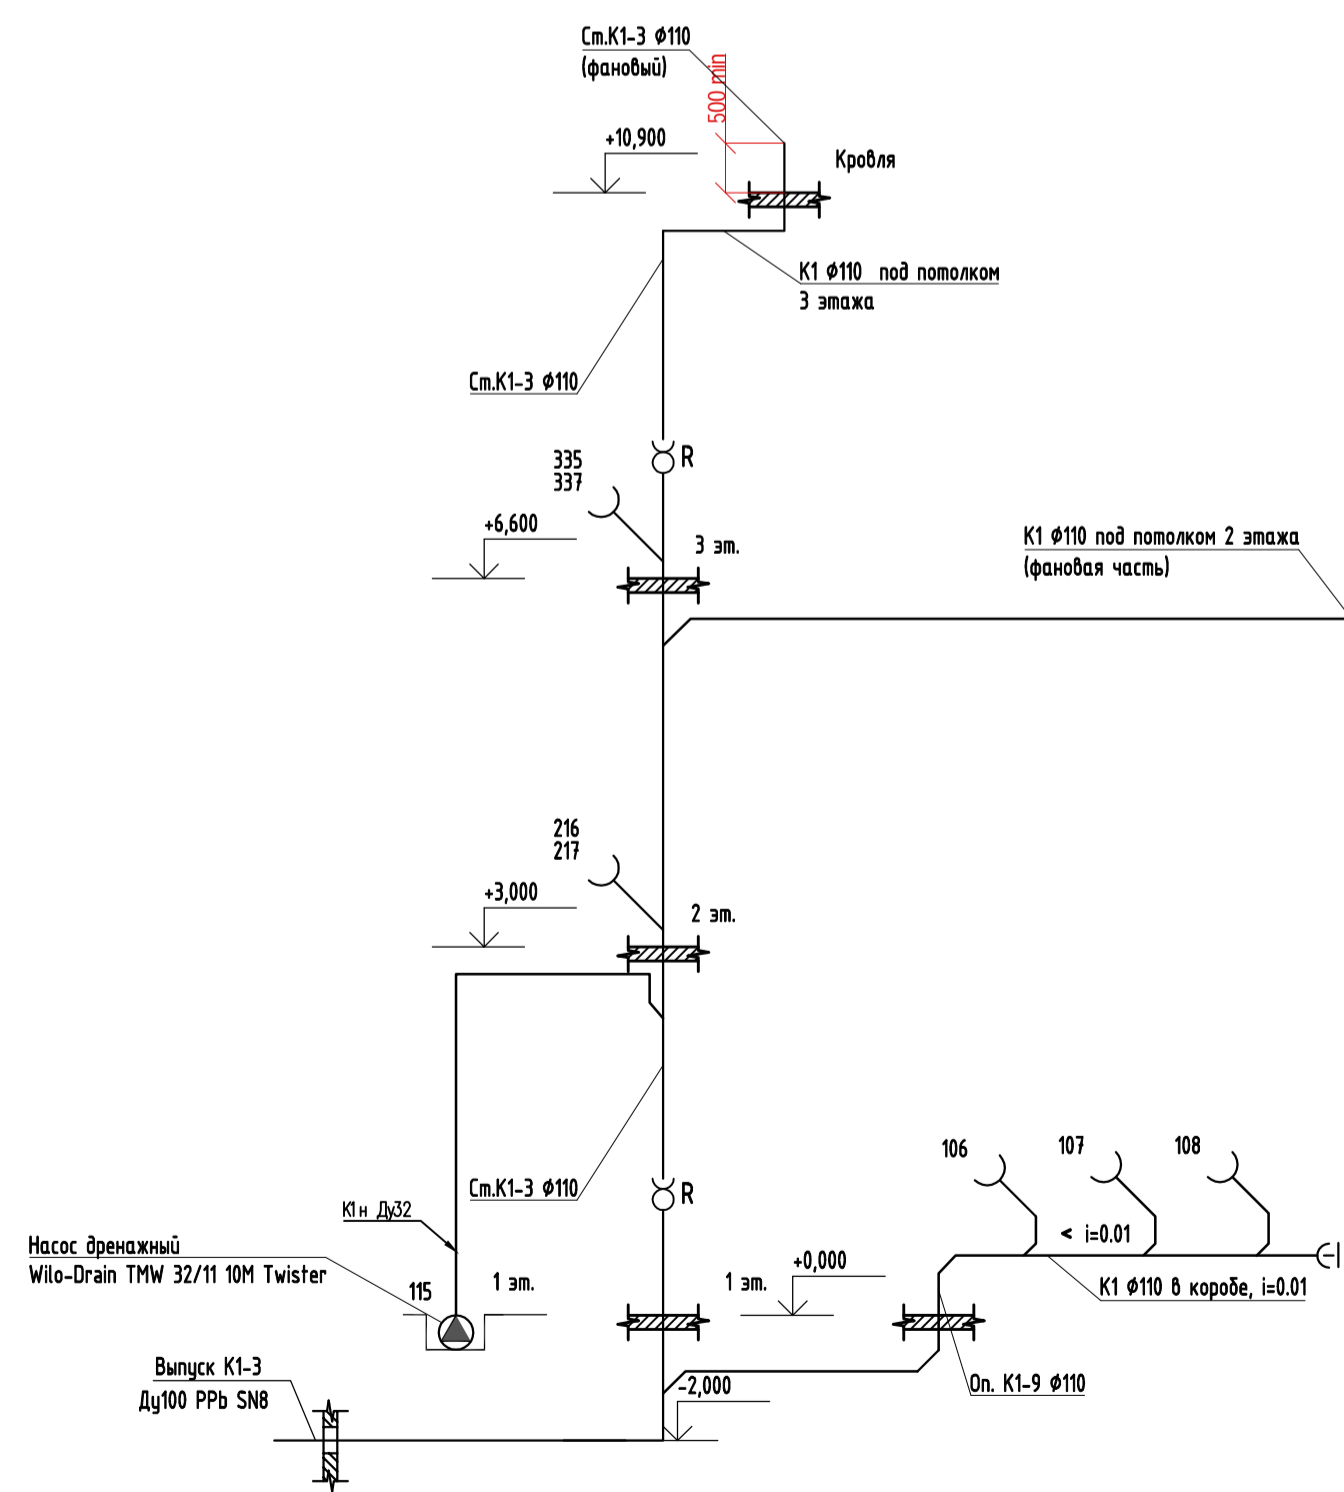 Ст.К1-3 Ф110
(фановый)
500 min
+10,900
Кровля
К1 Ф110 под потолком
3 этажа
Ст.К1-3 Ф110
R
335
337
+6,600
3 эт.
К1 Ф110 под потолком 2 этажа
(фановая часть)
216
217
+3,000
2 эт.
Ст.К1-3 Ф110
R
К1н Ду32
Насос дренажный
Wilo-Drain TMW 32/11 10M Twister
115
1 эт.
1 эт.
+0,000
106
107
108
< i=0.01
К1 Ф110 в коробе, i=0.01
Оп. К1-9 Ф110
Выпуск К1-3
Ду100 PPb SN8
-2,000